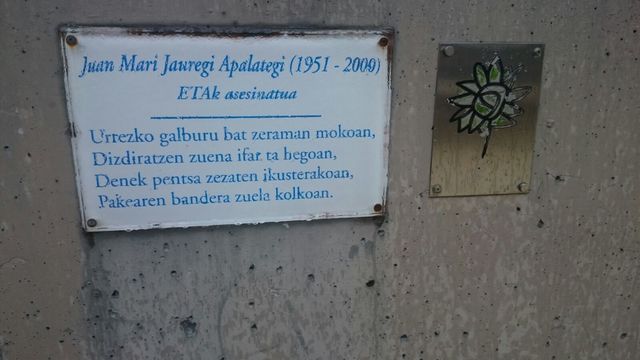 Juan Mari Jauregi Apalategi (1951 - 2000)
ETAk asesinatua
Urrezko galburu bat zeraman mokoan,
Dizdiratzen zuena ifar ta hegoan,
Denek pentsa zezaten ikusterakoan,
Pakearen bandera zuela kolkoan.